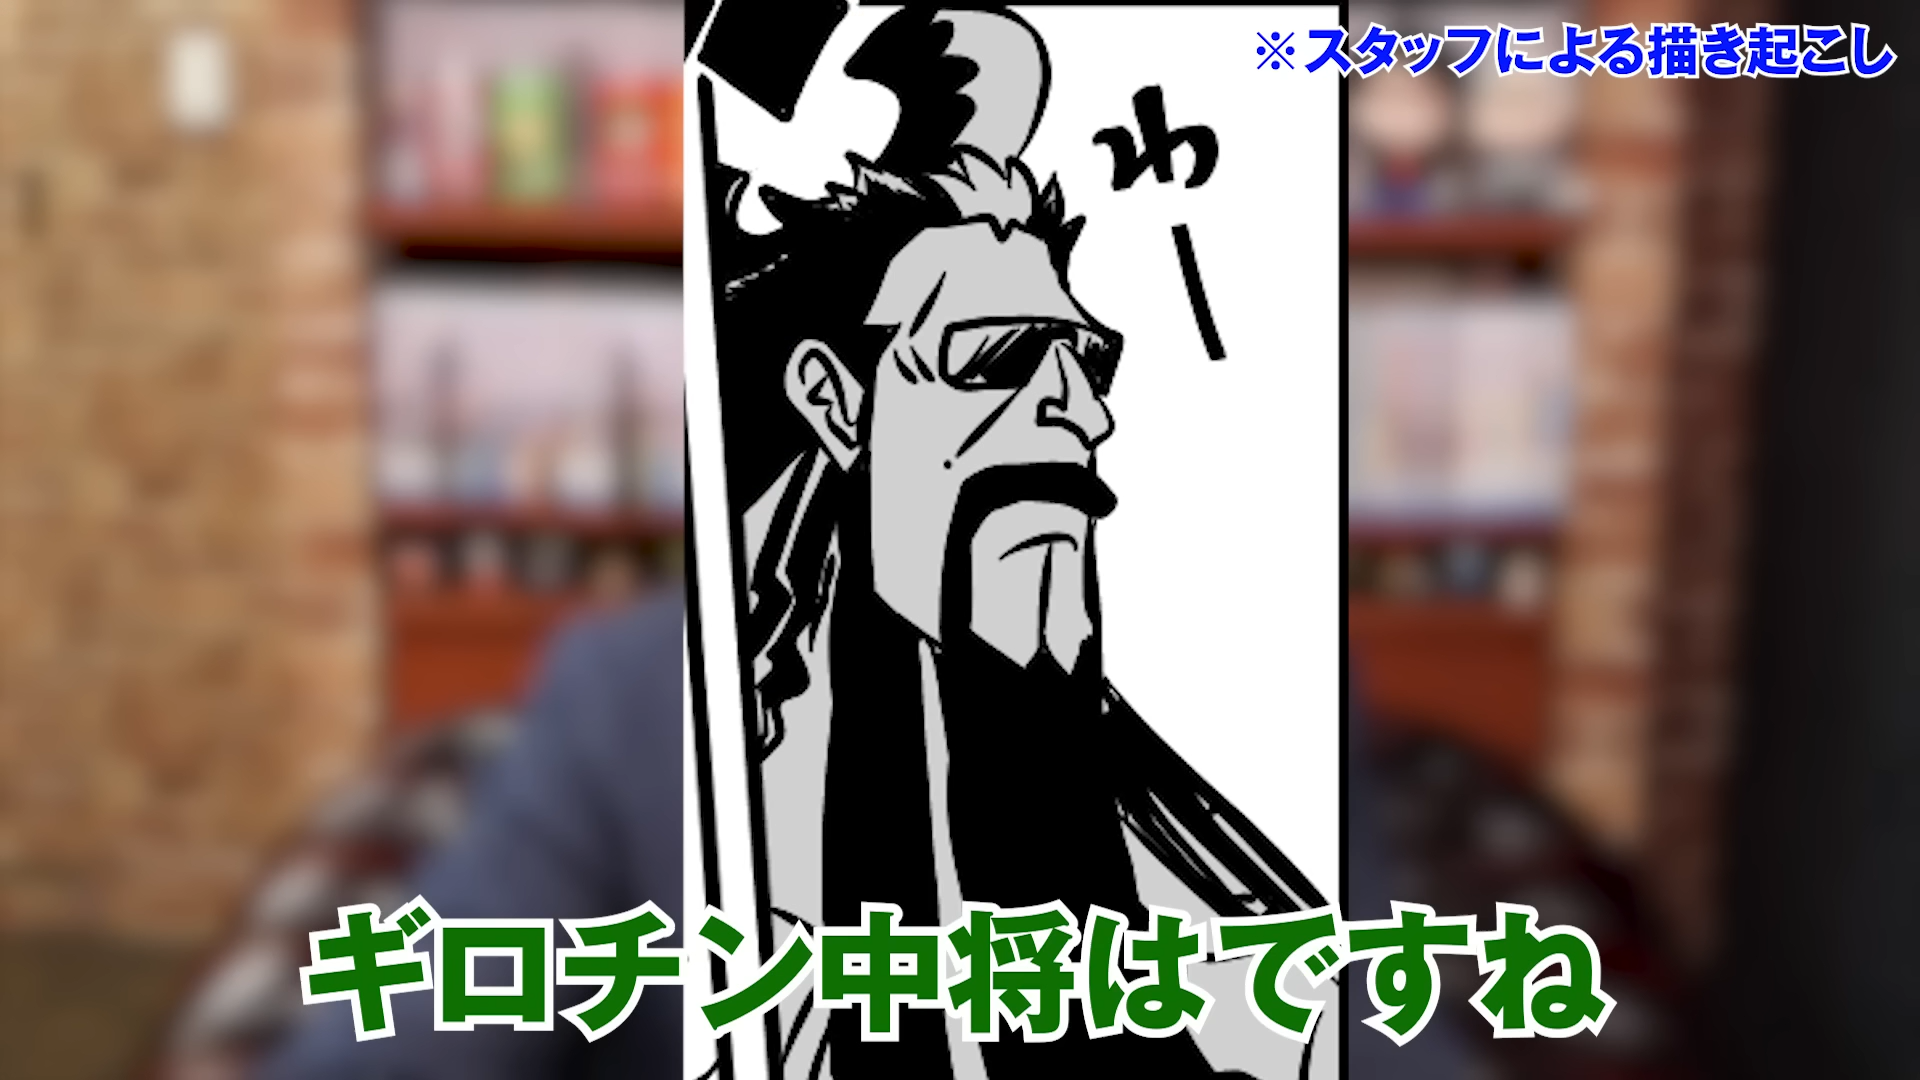 ※スタッフによる描き起こし
わー
ギロチン中将はですね